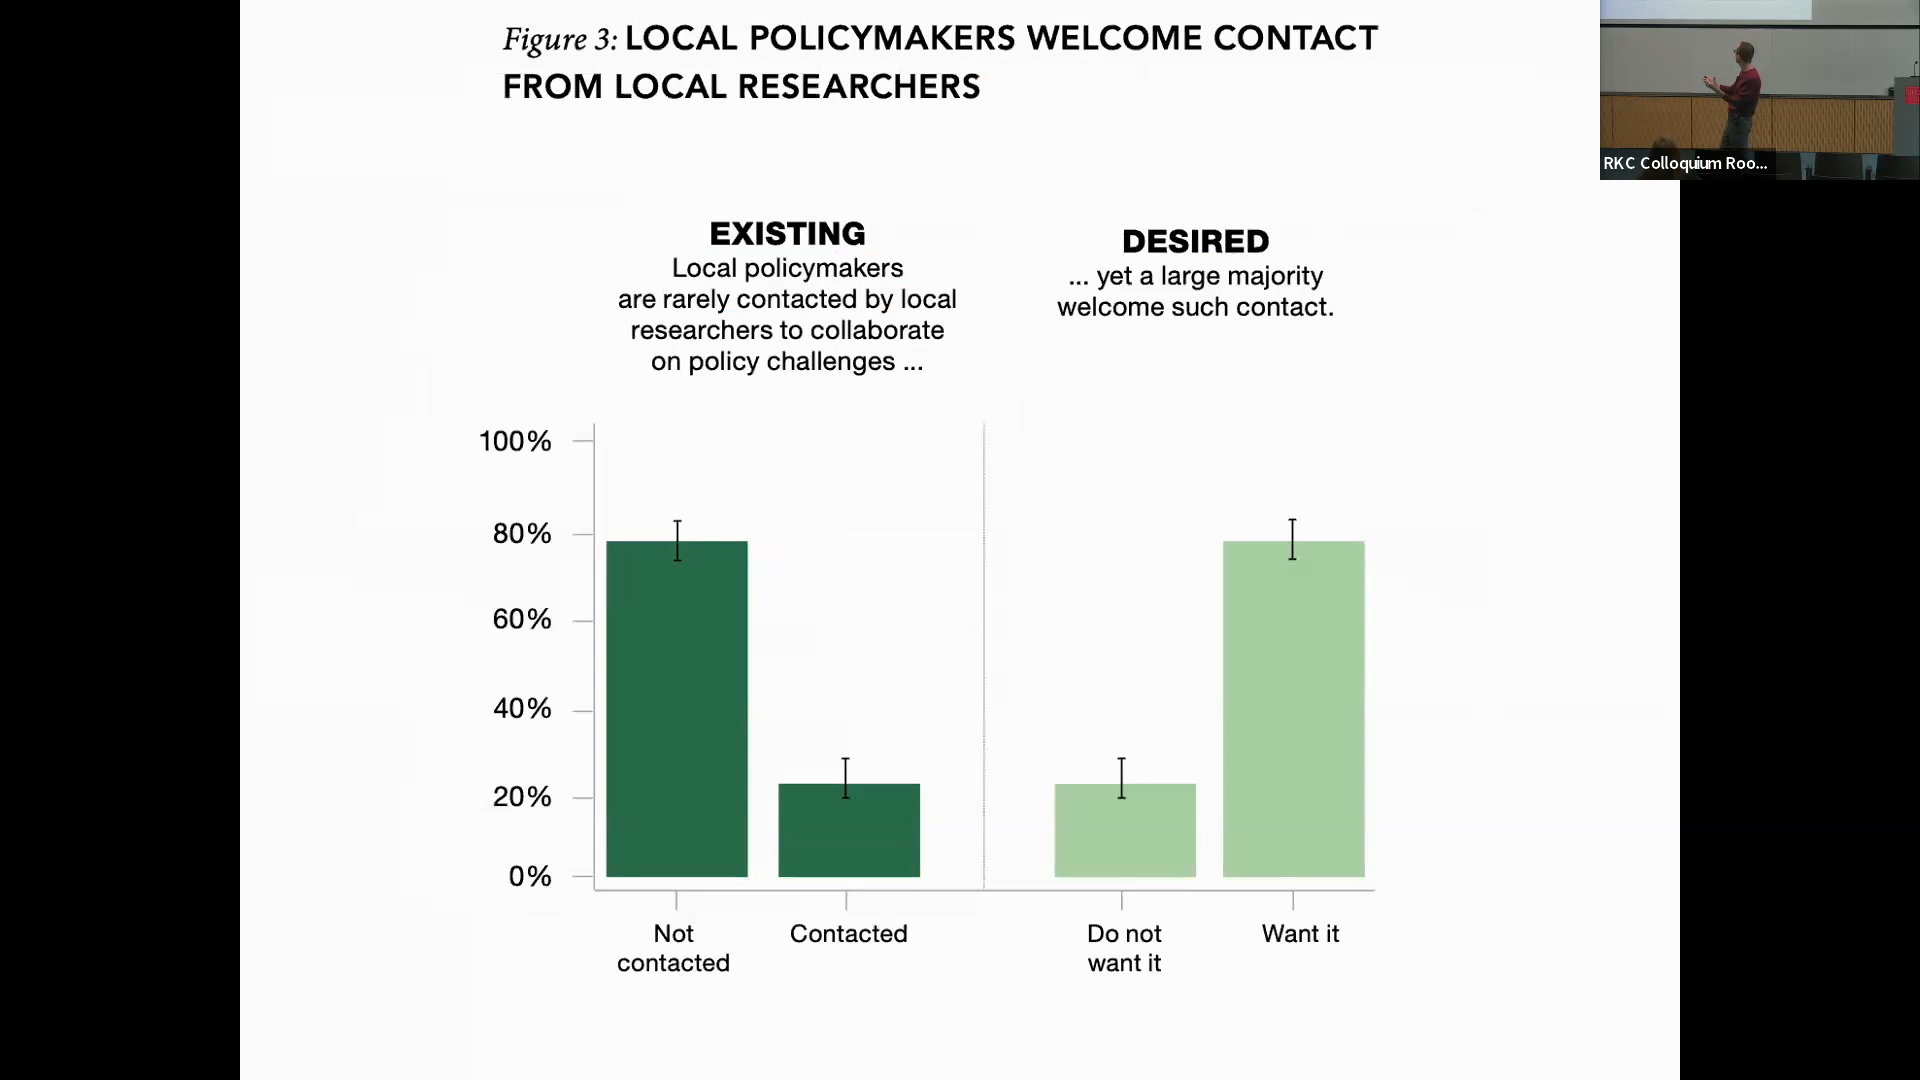 Figure 3: LOCAL POLICYMAKERS WELCOME CONTACT
FROM LOCAL RESEARCHERS
RKC Colloquium Roo...
EXISTING
Local policymakers
are rarely contacted by local
researchers to collaborate
on policy challenges ...
DESIRED
... yet a large majority
welcome such contact.
100%
80%
60%
40%
20%
0%
Not
contacted
Contacted
Do not
want it
Want it